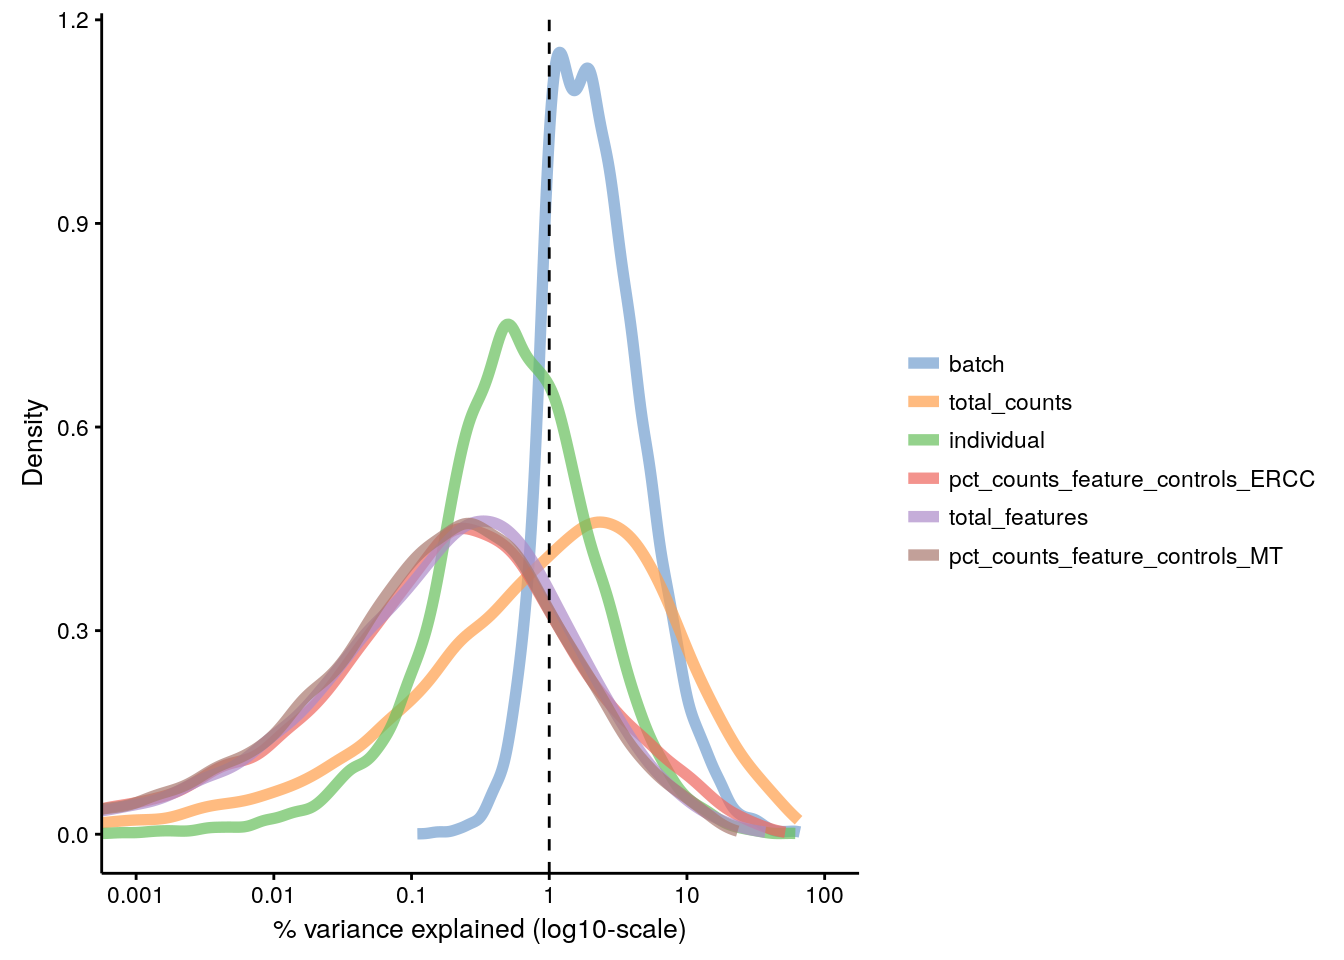 1.2
0.9
0.6
0.3
0.0
Density
0.001 0.01 0.1 1 10 100
% variance explained (log10-scale)
batch
total_counts
individual
pct_counts_feature_controls_ERCC
total_features
pct_counts_feature_controls_MT